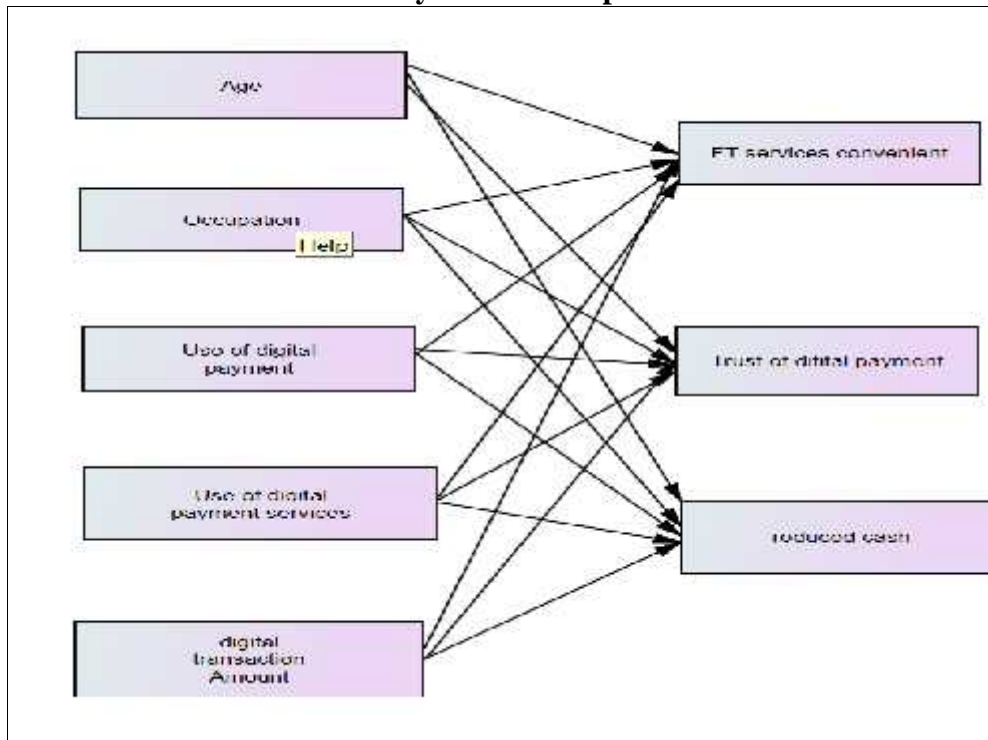 Age
Occupation
Help
Use of digital
payment
Use of digital
payment services
digital
transaction
Amount
FT services convenient
Trust of difital payment
reduced cash